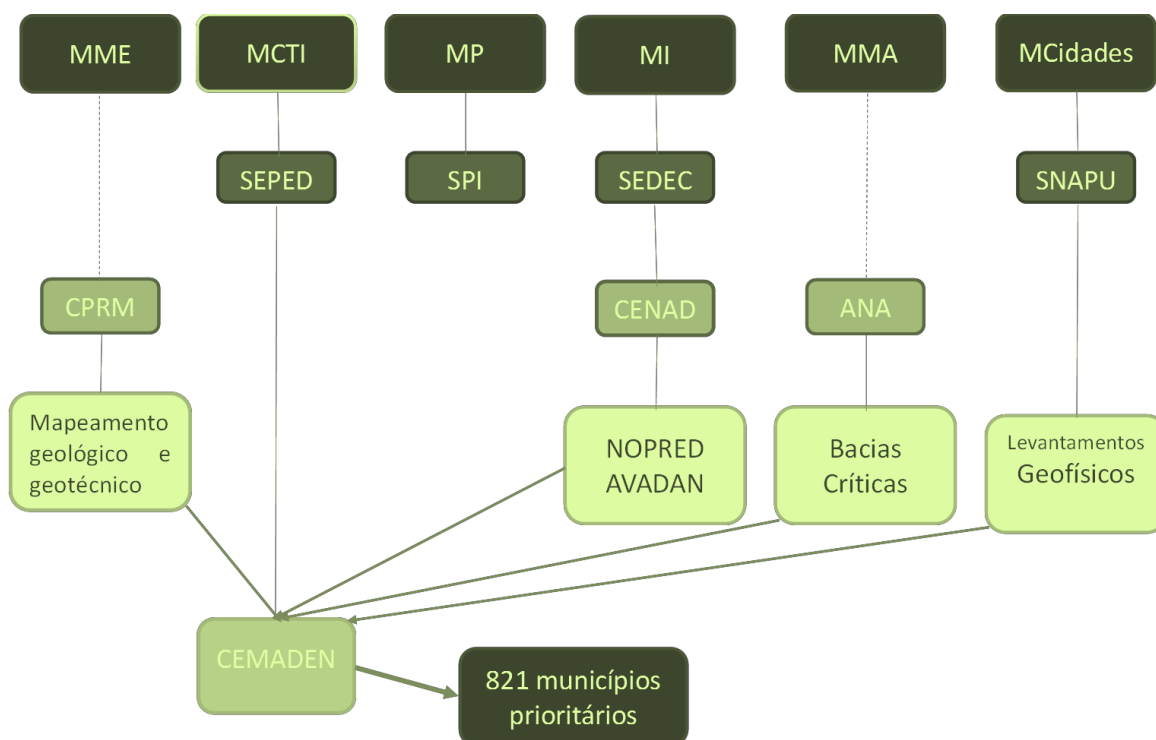 MME
MCTI
MP
MI
MMA
MCidades
SEPED
SPI
SEDEC
SNAPU
CPRM
CENAD
ANA
Mapeamento
geológico e
geotécnico
NOPRED
AVADAN
Bacias
Críticas
Levantamentos
Geofísicos
CEMADEN
821 municípios
prioritários